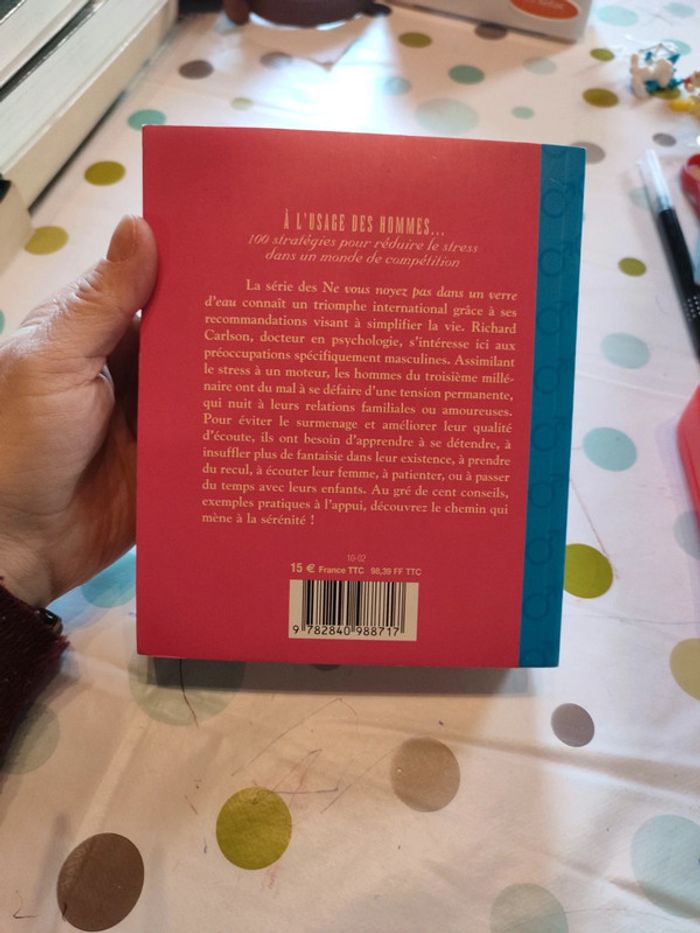 À L'USAGE DES HOMMES...
100 stratégies pour réduire le stress
dans un monde de compétition
La série des Ne vous noyez pas dans un verre
d'eau connaît un triomphe international grâce à ses
recommandations visant à simplifier la vie. Richard
Carlson, docteur en psychologie, s'intéresse ici aux
préoccupations spécifiquement masculines. Assimilant
le stress à un moteur, les hommes du troisième millé-
naire ont du mal à se défaire d'une tension permanente,
qui nuit à leurs relations familiales ou amoureuses.
Pour éviter le surmenage et améliorer leur qualité
d'écoute, ils ont besoin d'apprendre à se détendre, à
insuffler plus de fantaisie dans leur existence, à prendre
du recul, à écouter leur femme, à patienter, ou à passer
du temps avec leurs enfants. Au gré de cent conseils,
exemples pratiques à l'appui, découvrez le chemin qui
mène à la sérénité !
10-02
15 € France TTC 98,39 FF TTC
9 782840 988717